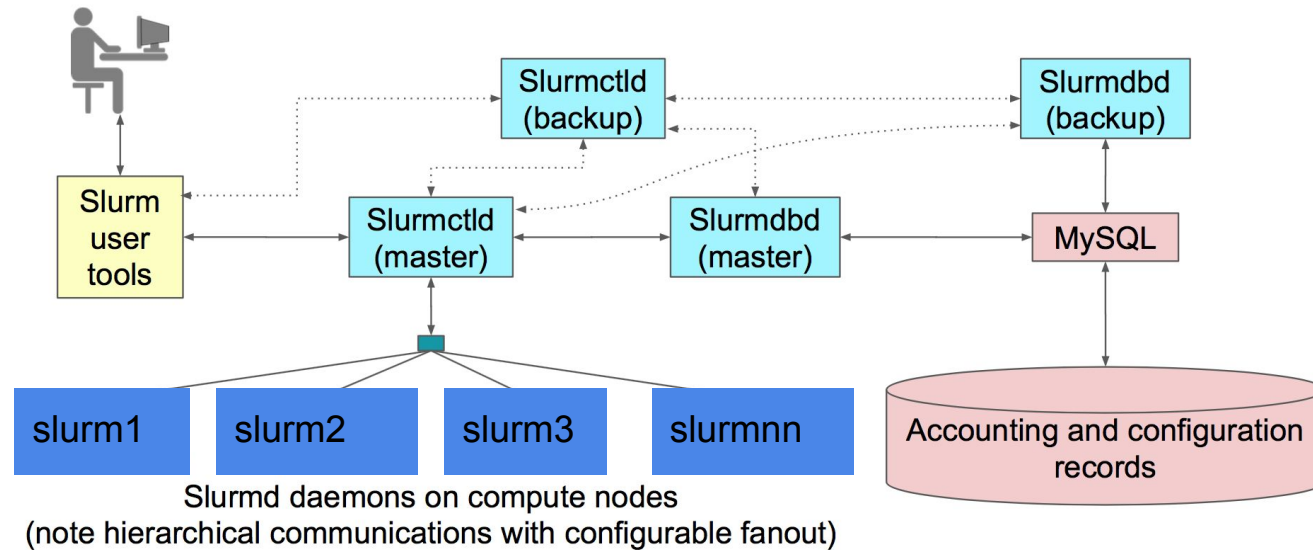 Slurmctld
(backup)
Slurmdbd
(backup)
Slurm
user
tools
Slurmctld
(master)
Slurmdbd
(master)
MySQL
slurm1
slurm2
slurm3
slurmnn
Accounting and configuration
records
Slurmd daemons on compute nodes
(note hierarchical communications with configurable fanout)